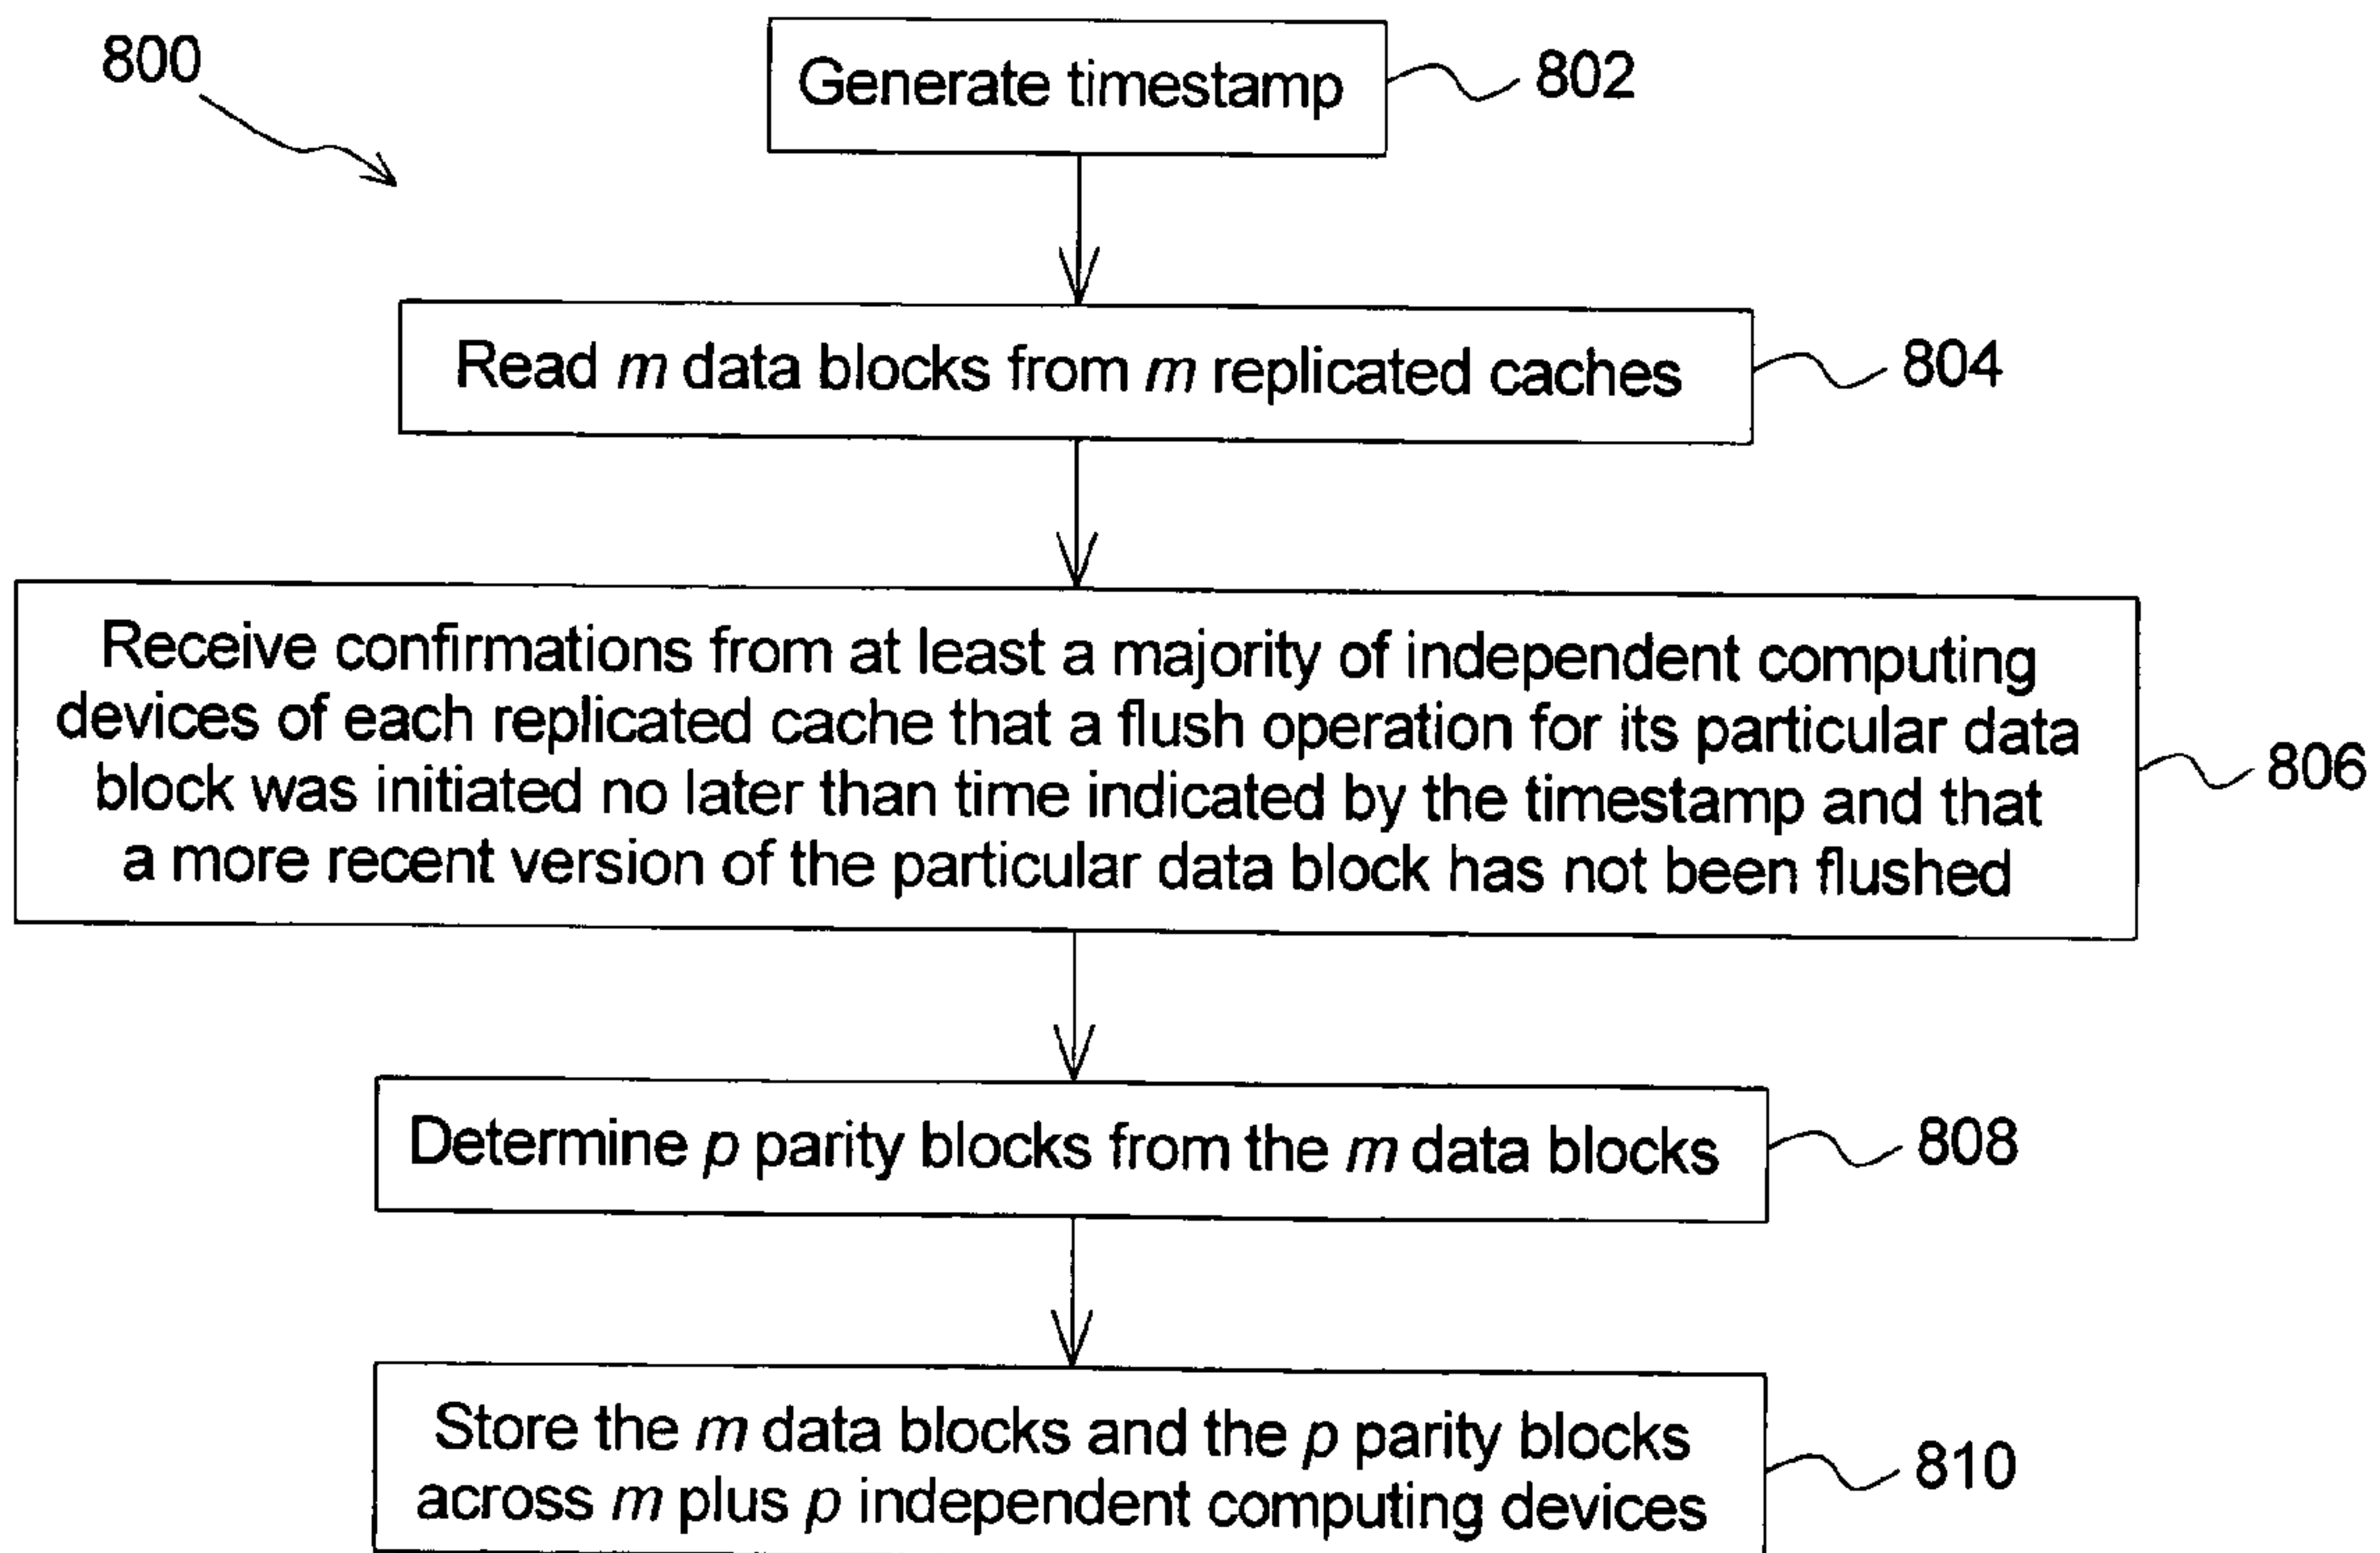 800
Generate timestamp
802
Read m data blocks from m replicated caches
804
Receive confirmations from at least a majority of independent computing
devices of each replicated cache that a flush operation for its particular data
block was initiated no later than time indicated by the timestamp and that
a more recent version of the particular data block has not been flushed
806
Determine p parity blocks from the m data blocks
808
Store the m data blocks and the p parity blocks
across m plus p independent computing devices
810